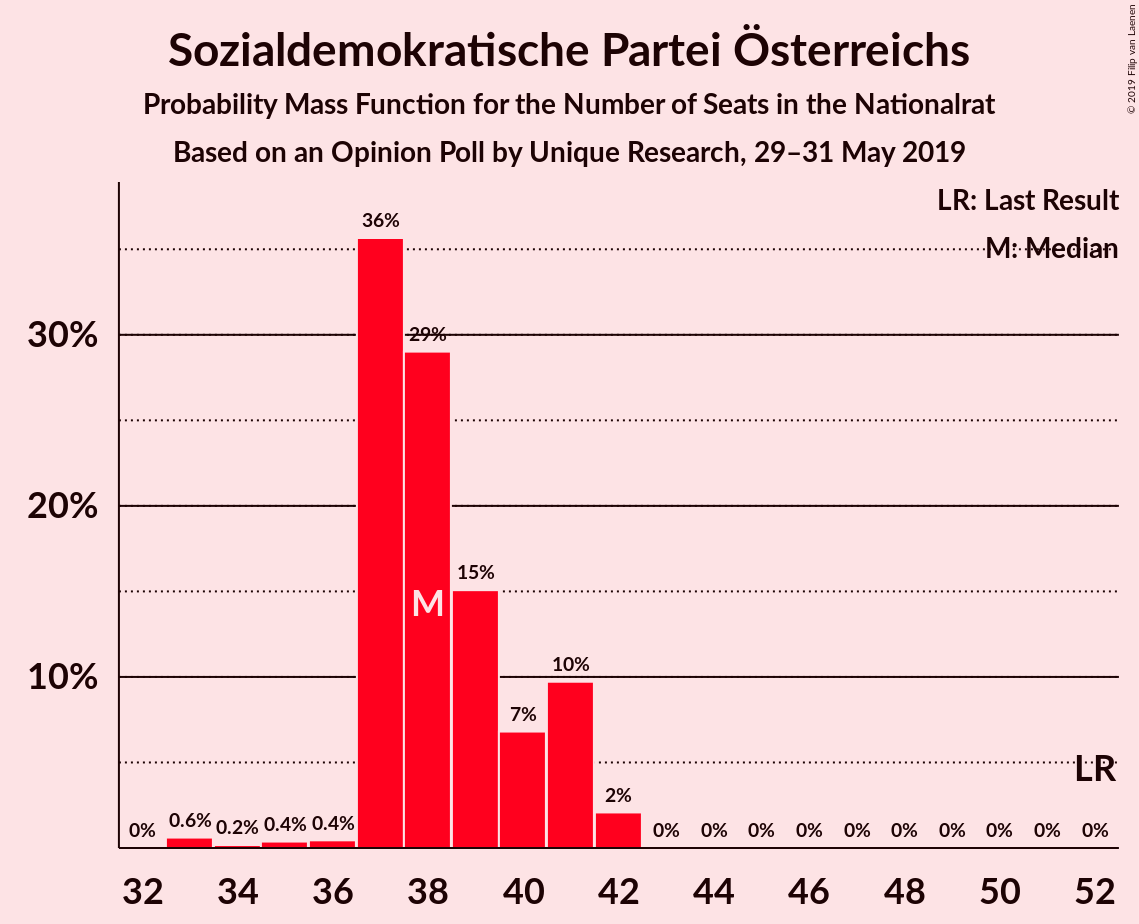 Sozialdemokratische Partei Österreichs
Probability Mass Function for the Number of Seats in the Nationalrat
Based on an Opinion Poll by Unique Research, 29–31 May 2019
© 2019 Filip van Laenen
LR: Last Result
M: Median
36%
30%
29%
20%
15%
M
10%
10%
7%
LR
2%
0% 0.6% 0.2% 0.4% 0.4% 0% 0% 0% 0% 0% 0% 0% 0% 0% 0%
32 34 36 38 40 42 44 46 48 50 52